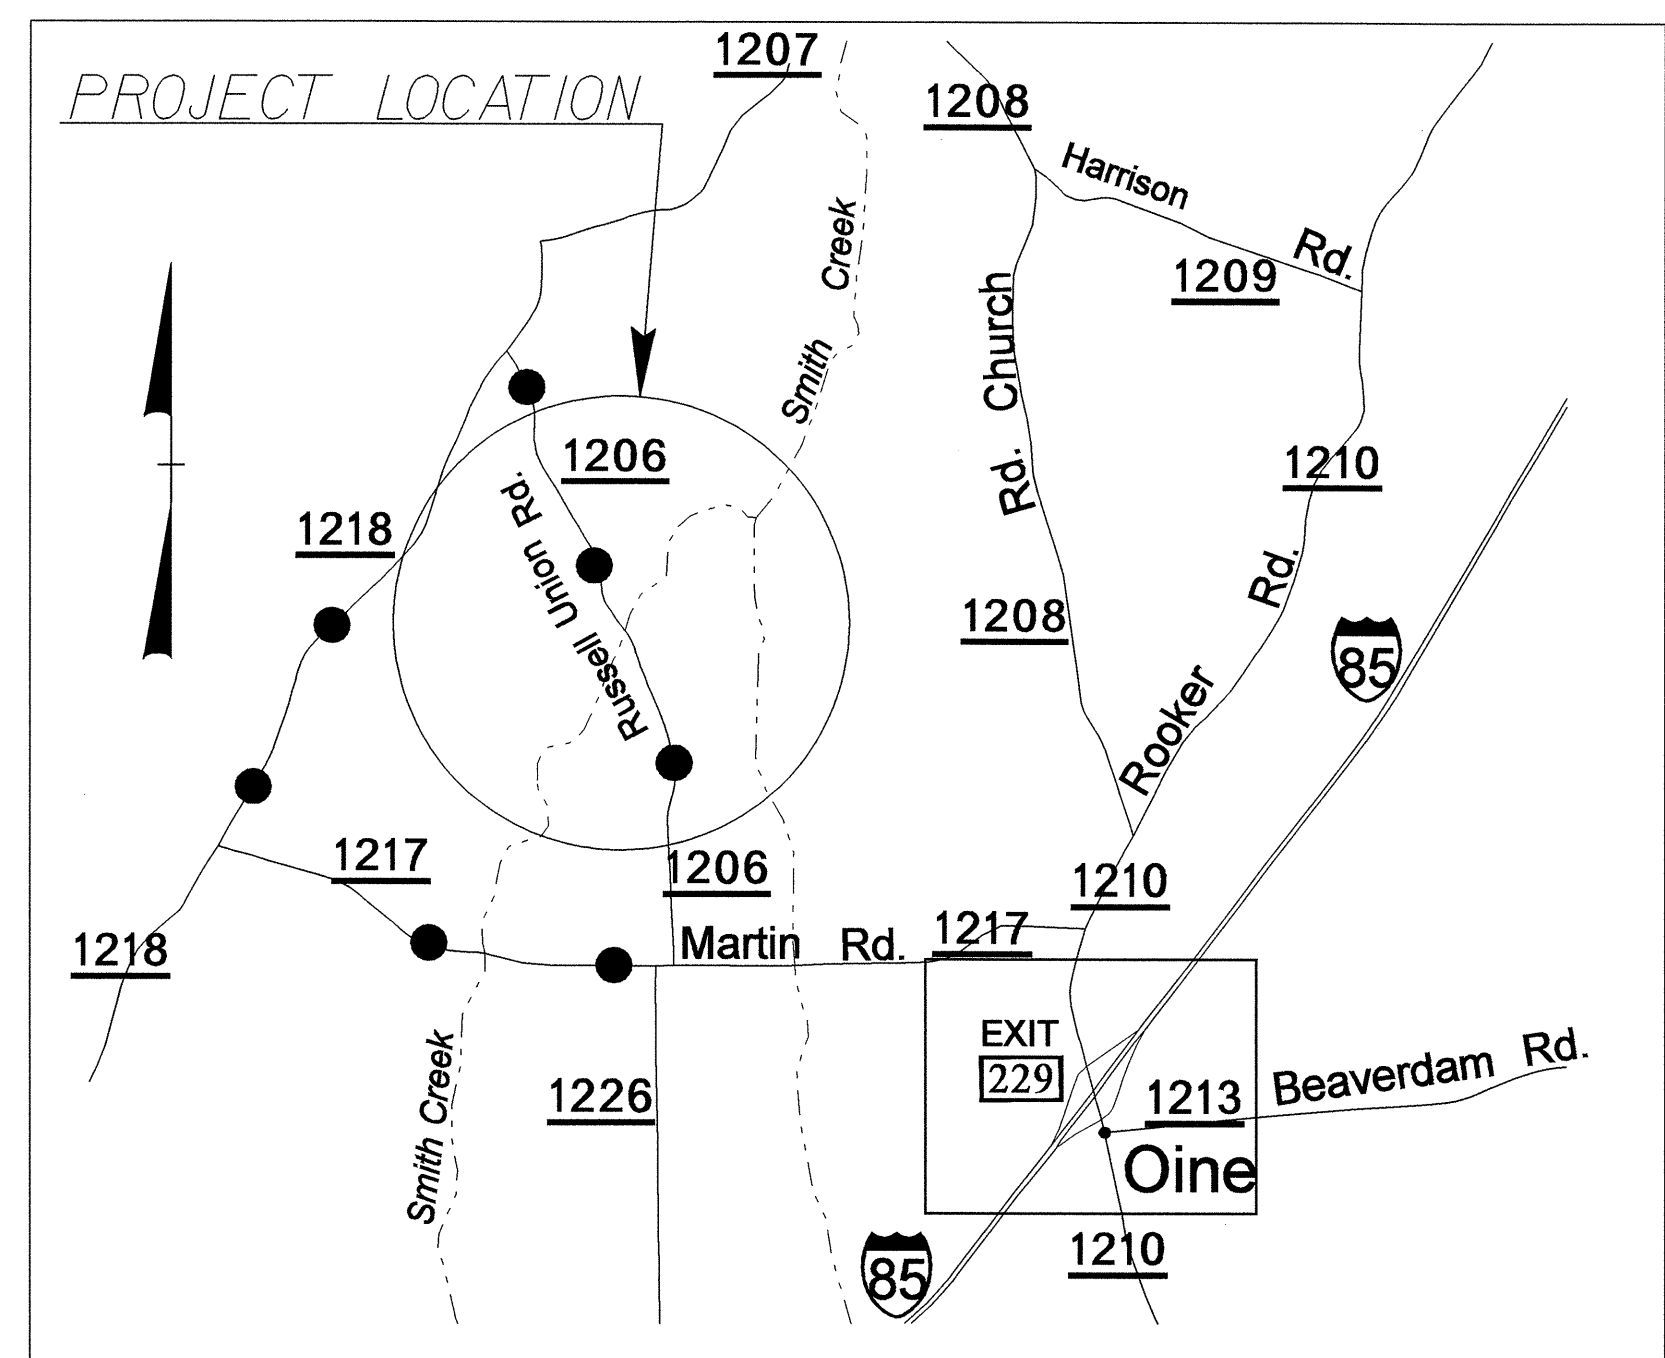 1207
PROJECT LOCATION
1208
Harrison Rd.
1209
Smith Creek
Church Rd.
1206
1210
Russell Union Rd.
1218
1208
Rooker Rd.
85
1217
1206
1210
1218
Martin Rd.
1217
EXIT
229
Beaverdam Rd.
1226
1213
Smith Creek
Oine
1210
85